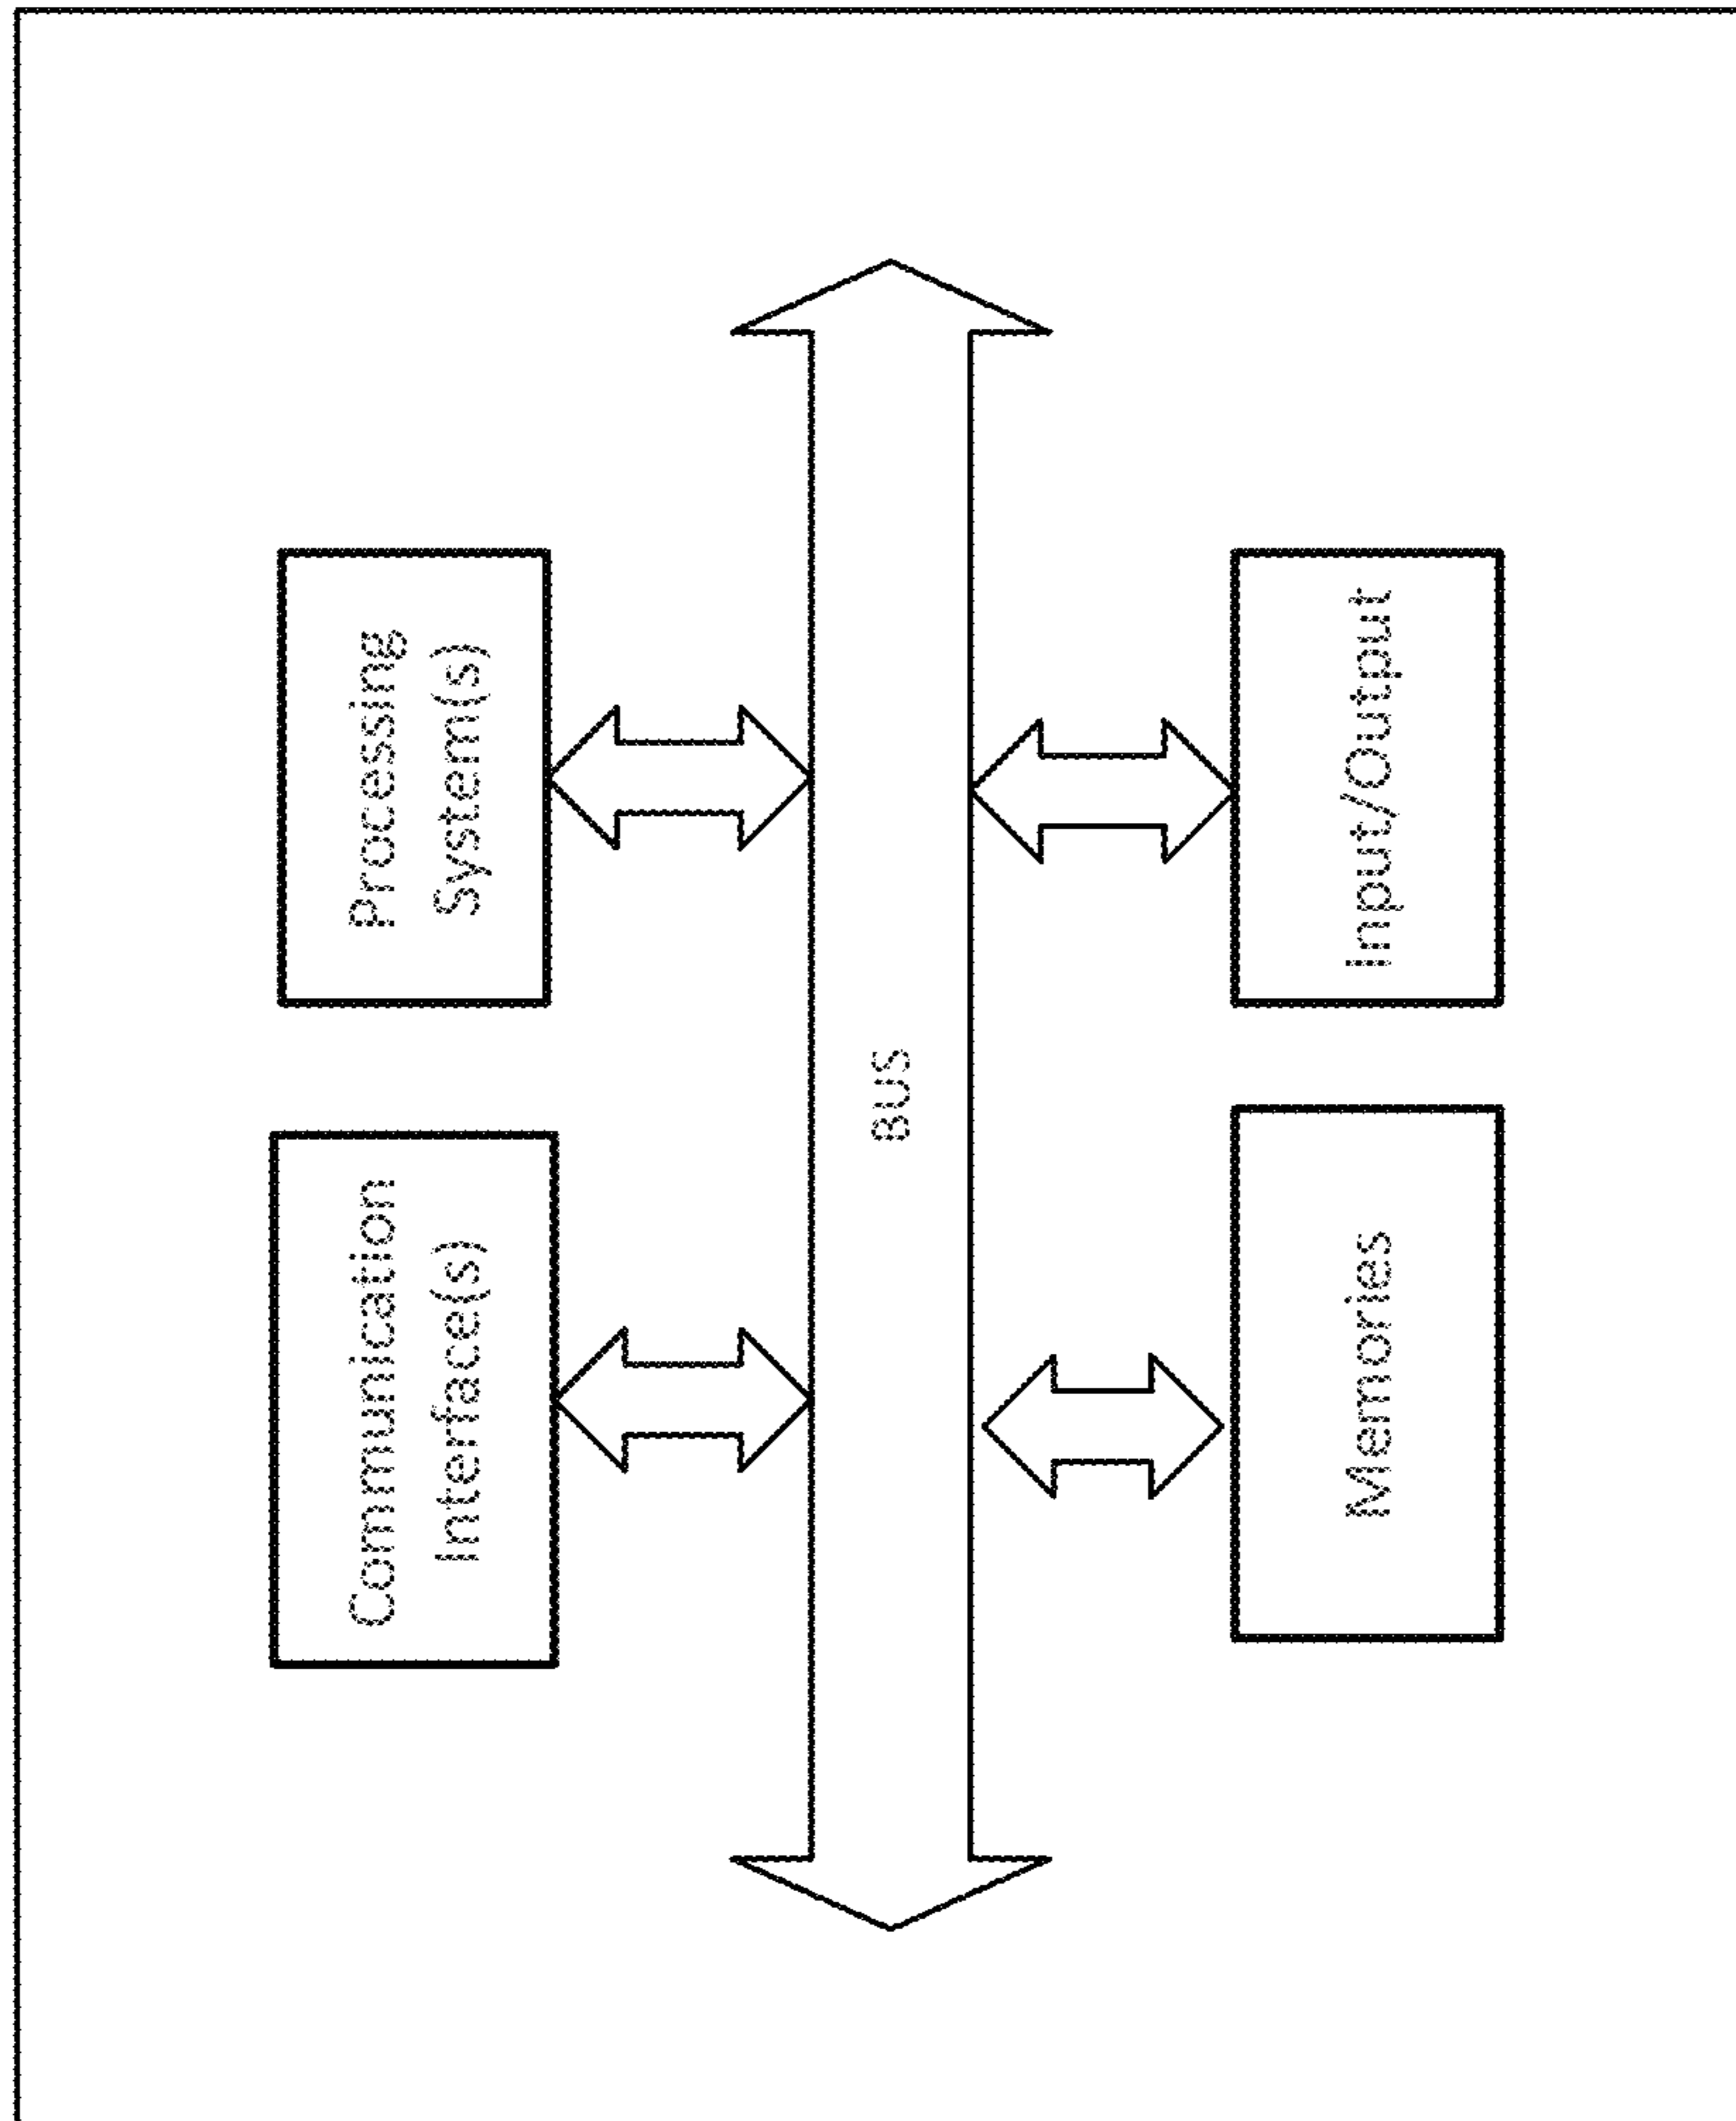 Communication
Interface(s)
Processing
System(s)
BUS
Memories
Input/Output